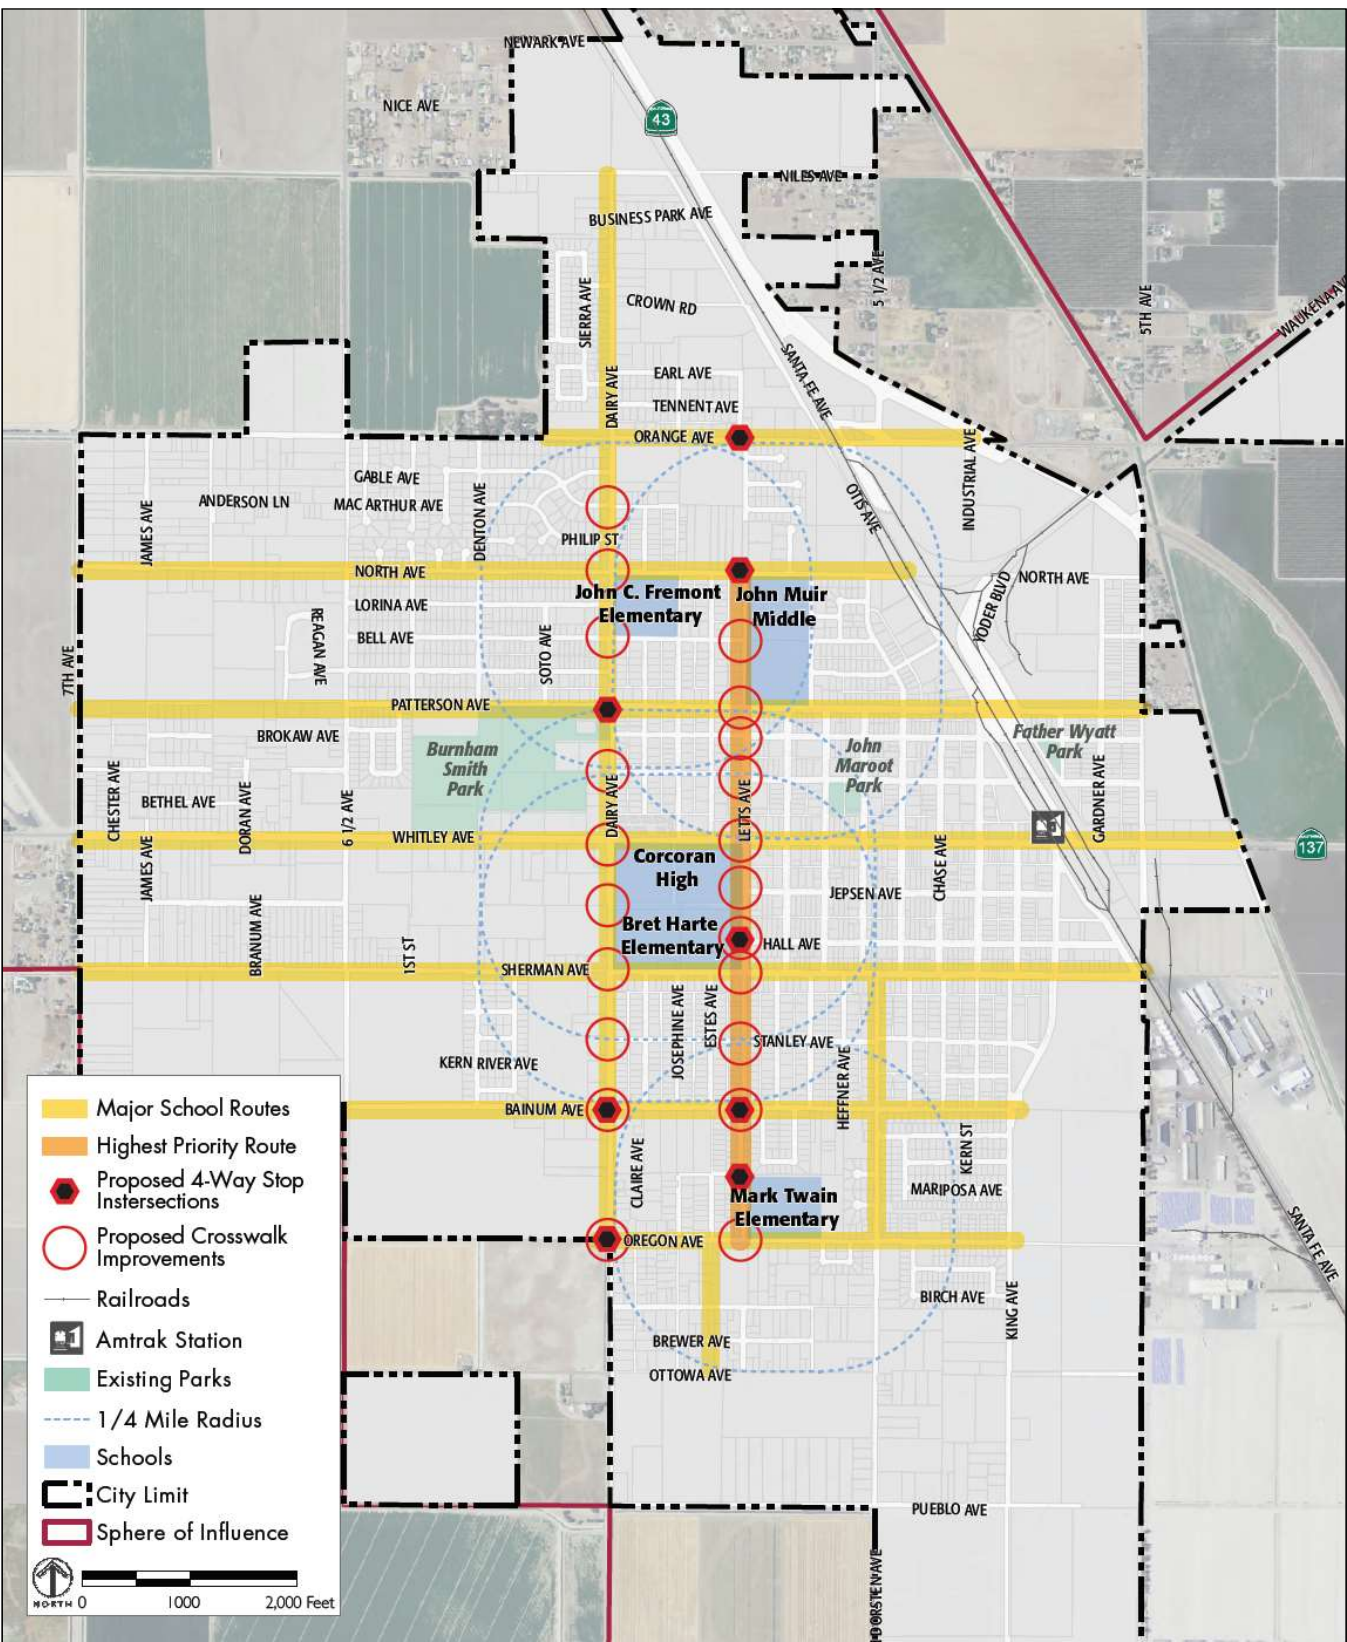 NEWARK AVE
NICE AVE
43
NILES AVE
BUSINESS PARK AVE
5 1/2 AVE
SIERRA AVE
CROWN RD
5TH AVE
WAUKENA AVE
SANTA FE AVE
EARL AVE
DAIRY AVE
TENNENT AVE
ORANGE AVE
INDUSTRIAL AVE
GABLE AVE
ANDERSON LN
MAC ARTHUR AVE
JAMES AVE
DENTON AVE
OTIS AVE
PHILIP ST
NORTH AVE
NORTH AVE
YODER BLVD
John C. Fremont
Elementary
John Muir
Middle
LORINA AVE
REAGAN AVE
BELL AVE
SOTO AVE
7TH AVE
PATTERSON AVE
BROKAW AVE
Burnham
Smith
Park
John
Maroot
Park
Father Wyatt
Park
CHESTER AVE
BETHEL AVE
DORAN AVE
6 1/2 AVE
DAIRY AVE
LETTS AVE
GARDNER AVE
WHITLEY AVE
137
JAMES AVE
Corcoran
High
CHASE AVE
JEPSEN AVE
BRANUM AVE
1ST ST
Bret Harte
Elementary
HALL AVE
SHERMAN AVE
JOSEPHINE AVE
ESTES AVE
STANLEY AVE
HEFFNER AVE
KERN RIVER AVE
BAINUM AVE
CLAIRE AVE
KERN ST
MARIPOSA AVE
Mark Twain
Elementary
OREGON AVE
SANTA FE AVE
BIRCH AVE
KING AVE
BREWER AVE
OTTOWA AVE
PUEBLO AVE
DORSTEN AVE
Major School Routes
Highest Priority Route
Proposed 4-Way Stop
Instersections
Proposed Crosswalk
Improvements
Railroads
Amtrak Station
Existing Parks
1/4 Mile Radius
Schools
City Limit
Sphere of Influence
NORTH
0 1000 2,000 Feet